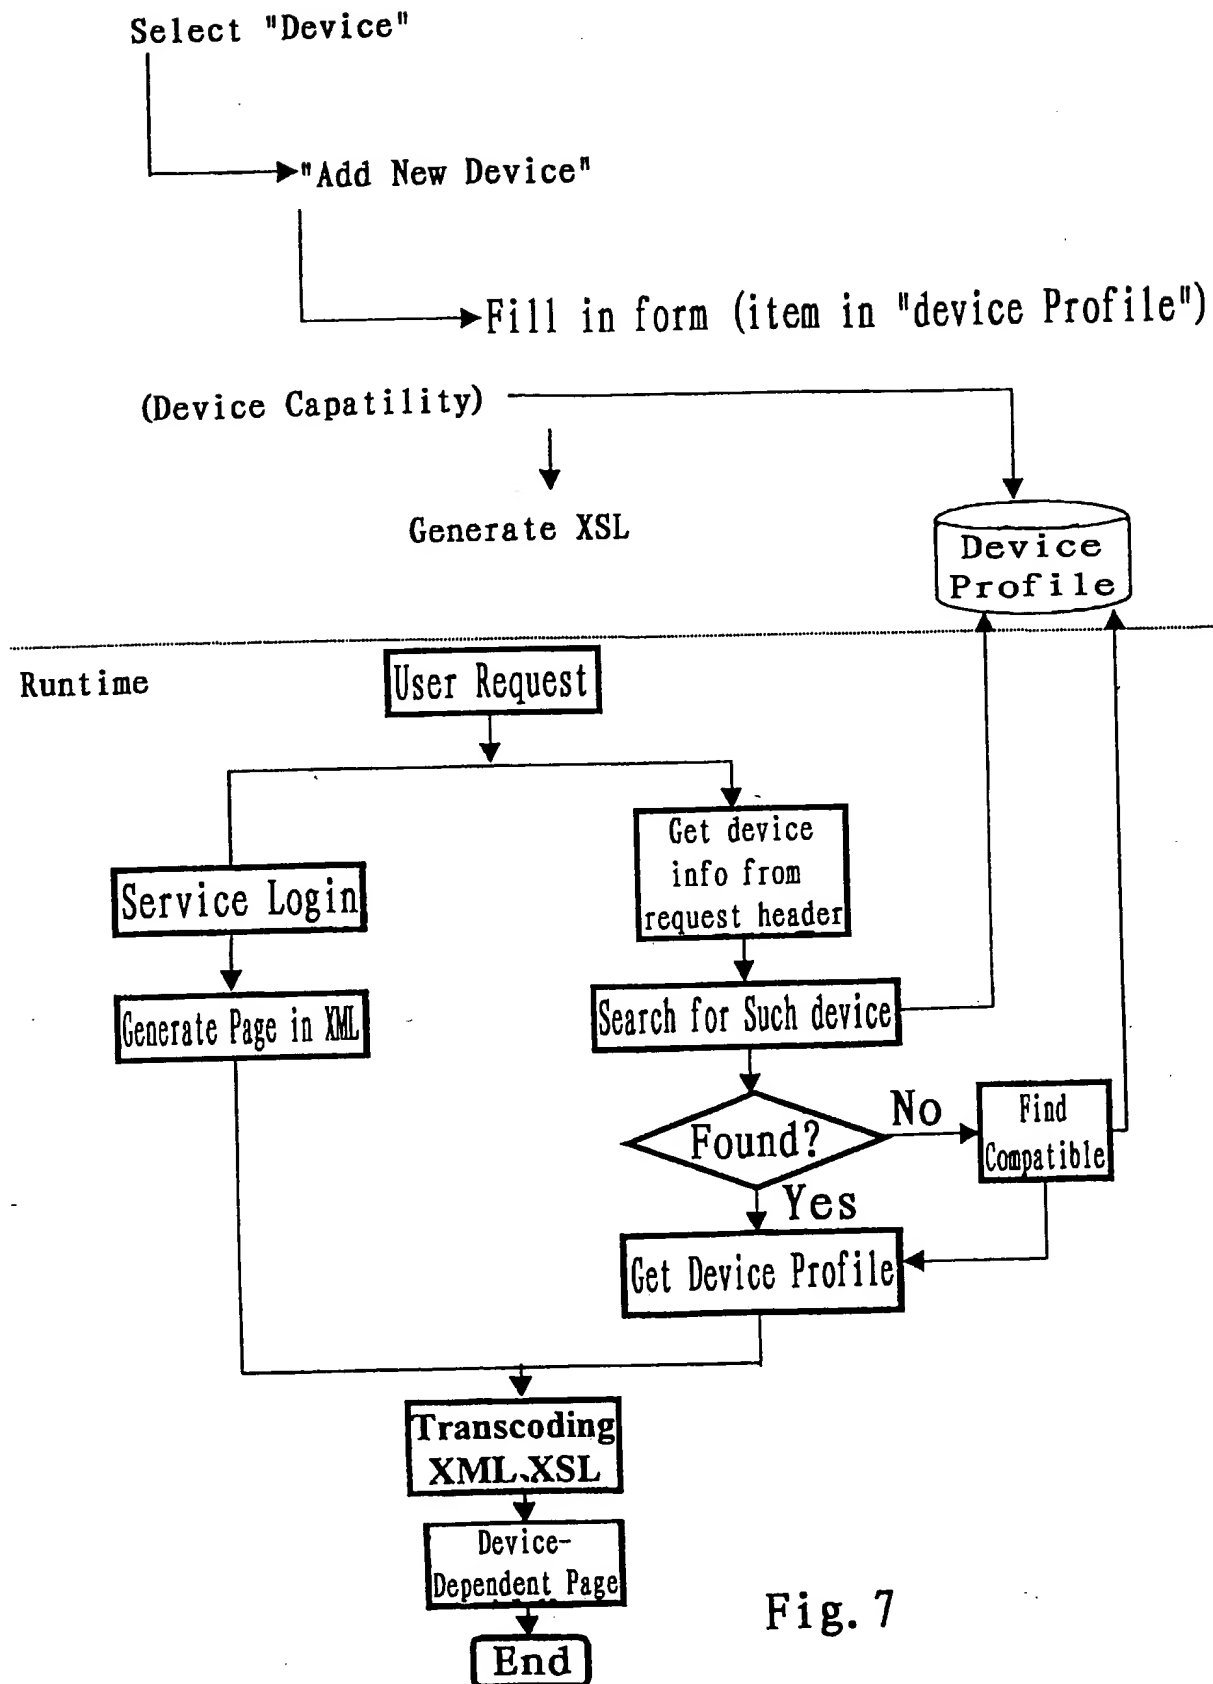 Select "Device"
"Add New Device"
Fill in form (item in "device Profile")
(Device Capatility)
Generate XSL
Device
Profile
Runtime
User Request
Get device
info from
request header
Service Login
Generate Page in XML
Search for Such device
Found?
No
Find
Compatible
Yes
Get Device Profile
Transcoding
XML、XSL
Device-
Dependent Page
End
Fig. 7